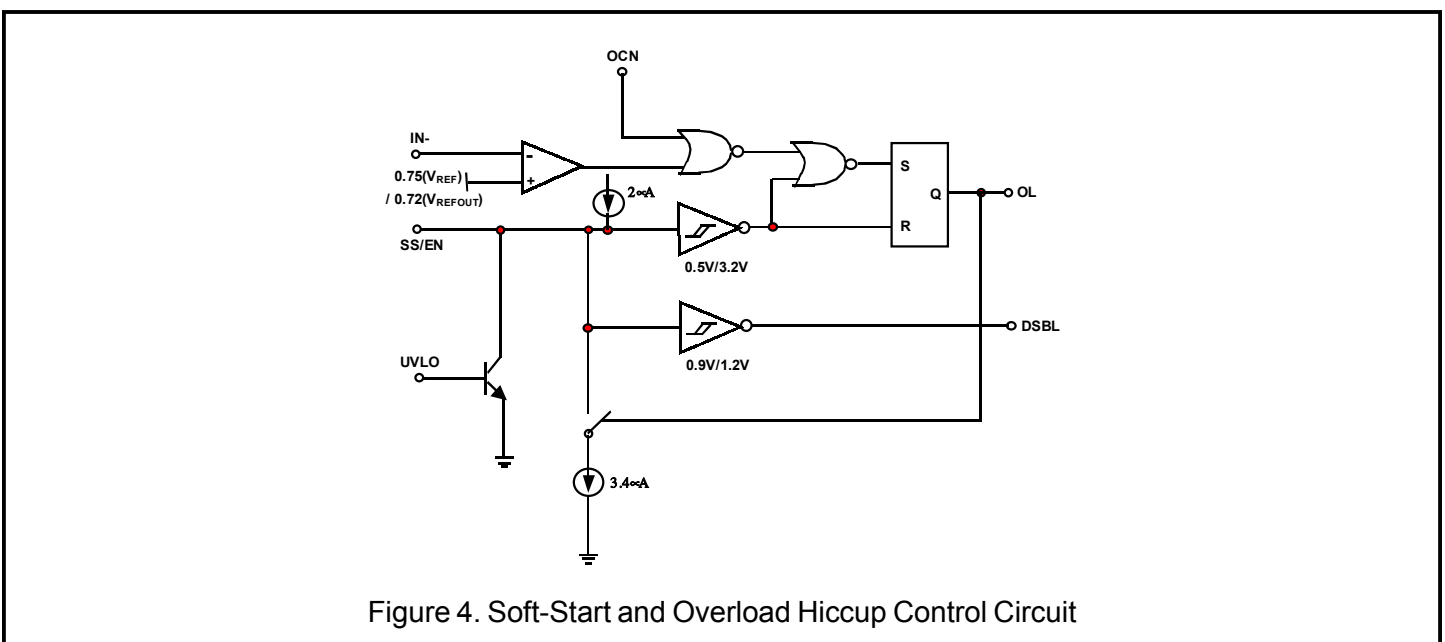 OCN
IN-
0.75(VREF)
/ 0.72(VREFOUT)
2∝A
S
Q
OL
SS/EN
R
0.5V/3.2V
DSBL
0.9V/1.2V
UVLO
3.4∝A
Figure 4. Soft-Start and Overload Hiccup Control Circuit